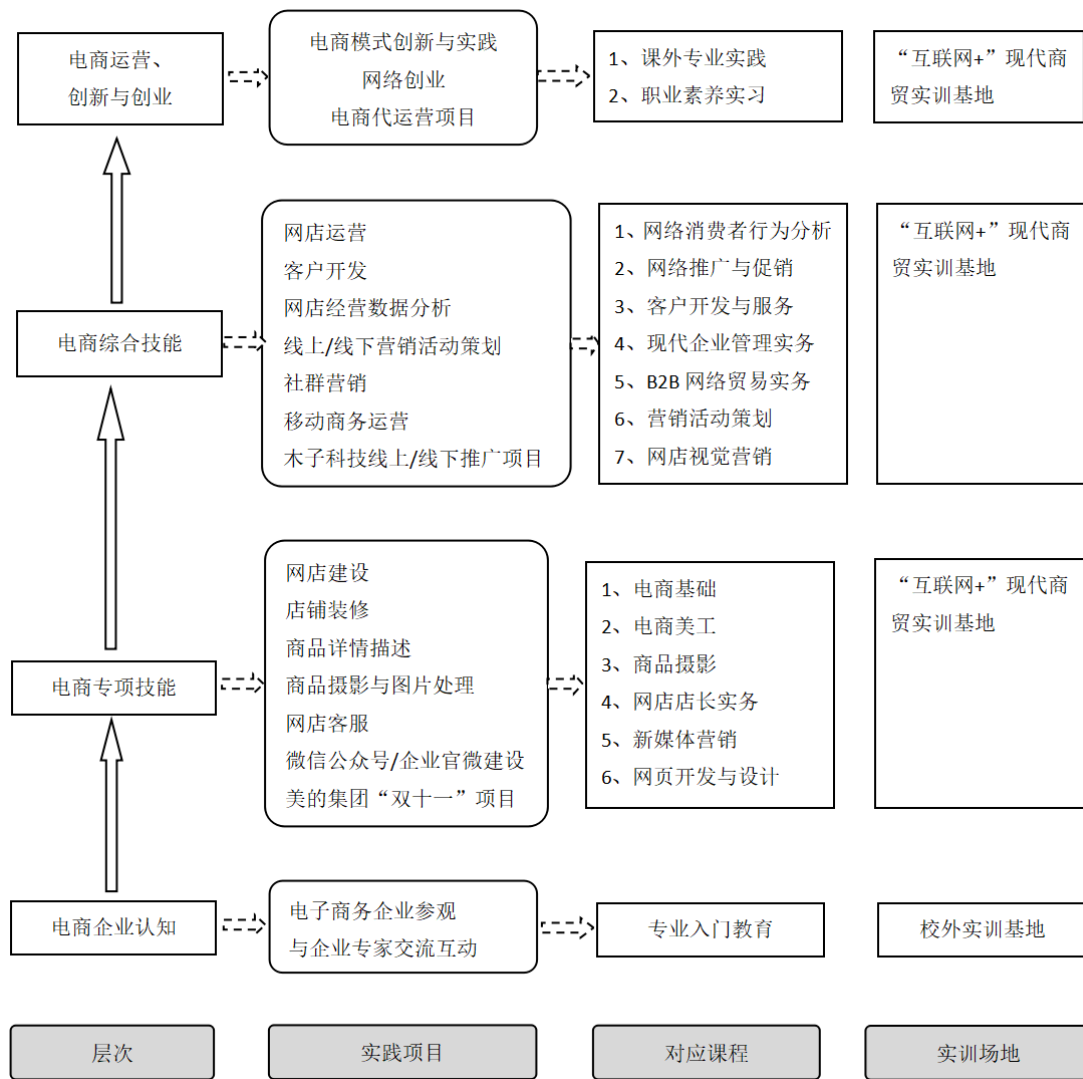 电商运营、
创新与创业
电商模式创新与实践
网络创业
电商代运营项目
1、课外专业实践
2、职业素养实习
“互联网+”现代商
贸实训基地
电商综合技能
网店运营
客户开发
网店经营数据分析
线上/线下营销活动策划
社群营销
移动商务运营
木子科技线上/线下推广项目
1、网络消费者行为分析
2、网络推广与促销
3、客户开发与服务
4、现代企业管理实务
5、B2B 网络贸易实务
6、营销活动策划
7、网店视觉营销
“互联网+”现代商
贸实训基地
电商专项技能
网店建设
店铺装修
商品详情描述
商品摄影与图片处理
网店客服
微信公众号/企业官微建设
美的集团“双十一”项目
1、电商基础
2、电商美工
3、商品摄影
4、网店店长实务
5、新媒体营销
6、网页开发与设计
“互联网+”现代商
贸实训基地
电商企业认知
电子商务企业参观
与企业专家交流互动
专业入门教育
校外实训基地
层次
实践项目
对应课程
实训场地